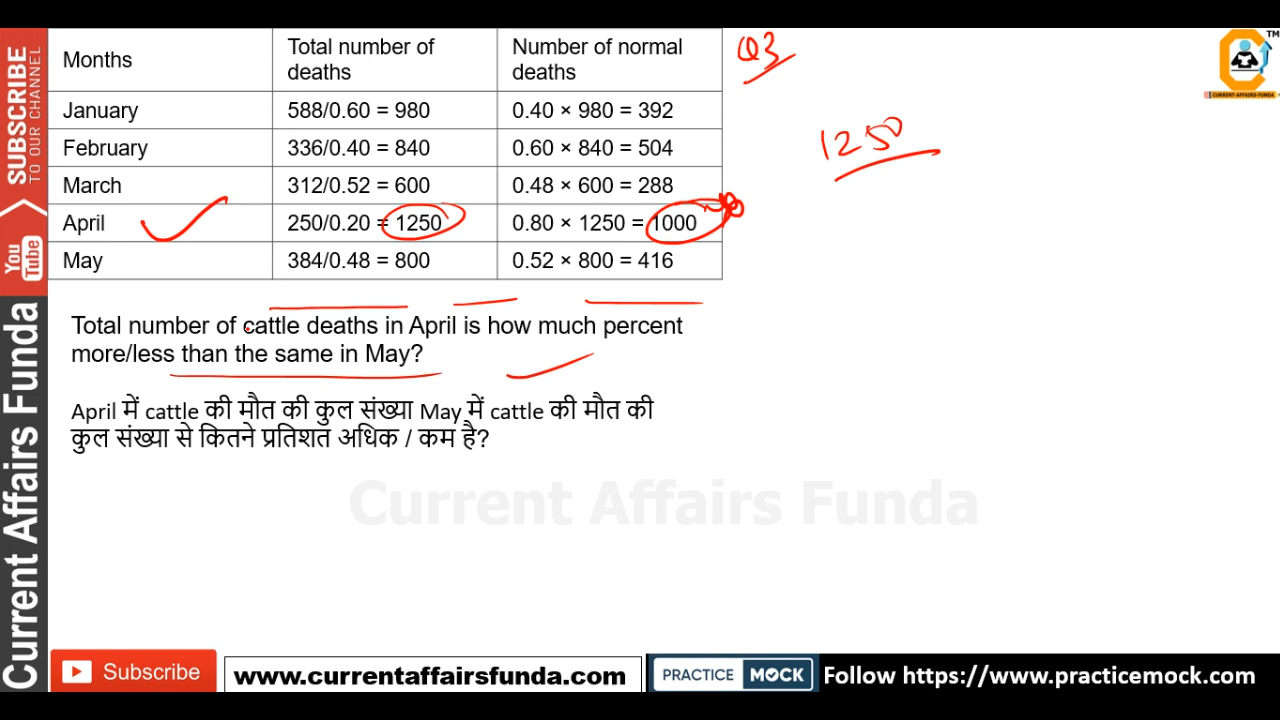 SUBSCRIBE
TO OUR CHANNEL
You Tube
Current Affairs Funda
Months Total number of deaths Number of normal deaths
January 588/0.60 = 980 0.40 × 980 = 392
February 336/0.40 = 840 0.60 × 840 = 504
March 312/0.52 = 600 0.48 × 600 = 288
April 250/0.20 = 1250 0.80 × 1250 = 1000
May 384/0.48 = 800 0.52 × 800 = 416
Q3
1250
TM
CURRENT-AFFAIRS-FUNDA
Total number of cattle deaths in April is how much percent
more/less than the same in May?
April में cattle की मौत की कुल संख्या May में cattle की मौत की
कुल संख्या से कितने प्रतिशत अधिक / कम है?
Current Affairs Funda
Subscribe
www.currentaffairsfunda.com
PRACTICE MOCK
Follow https://www.practicemock.com